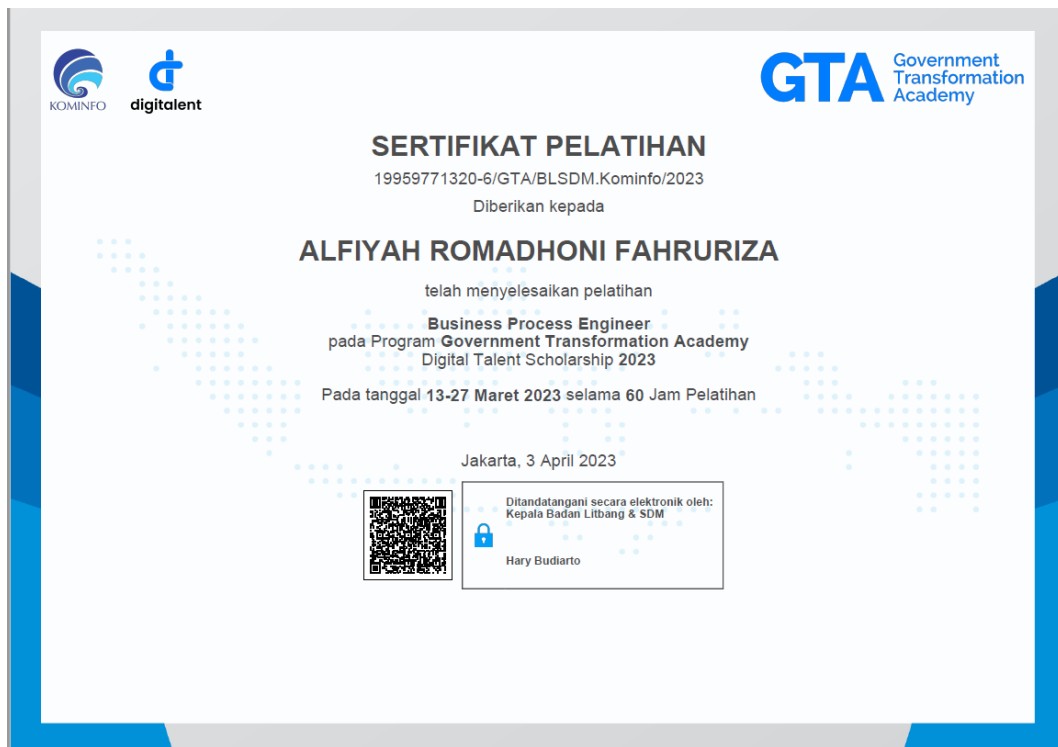 KOMINFO
digitalent
GTA Government
Transformation
Academy
SERTIFIKAT PELATIHAN
19959771320-6/GTA/BLSDM.Kominfo/2023
Diberikan kepada
ALFIYAH ROMADHONI FAHRURIZA
telah menyelesaikan pelatihan
Business Process Engineer
pada Program Government Transformation Academy
Digital Talent Scholarship 2023
Pada tanggal 13-27 Maret 2023 selama 60 Jam Pelatihan
Jakarta, 3 April 2023
Ditandatangani secara elektronik oleh:
Kepala Badan Litbang & SDM
Hary Budiarto